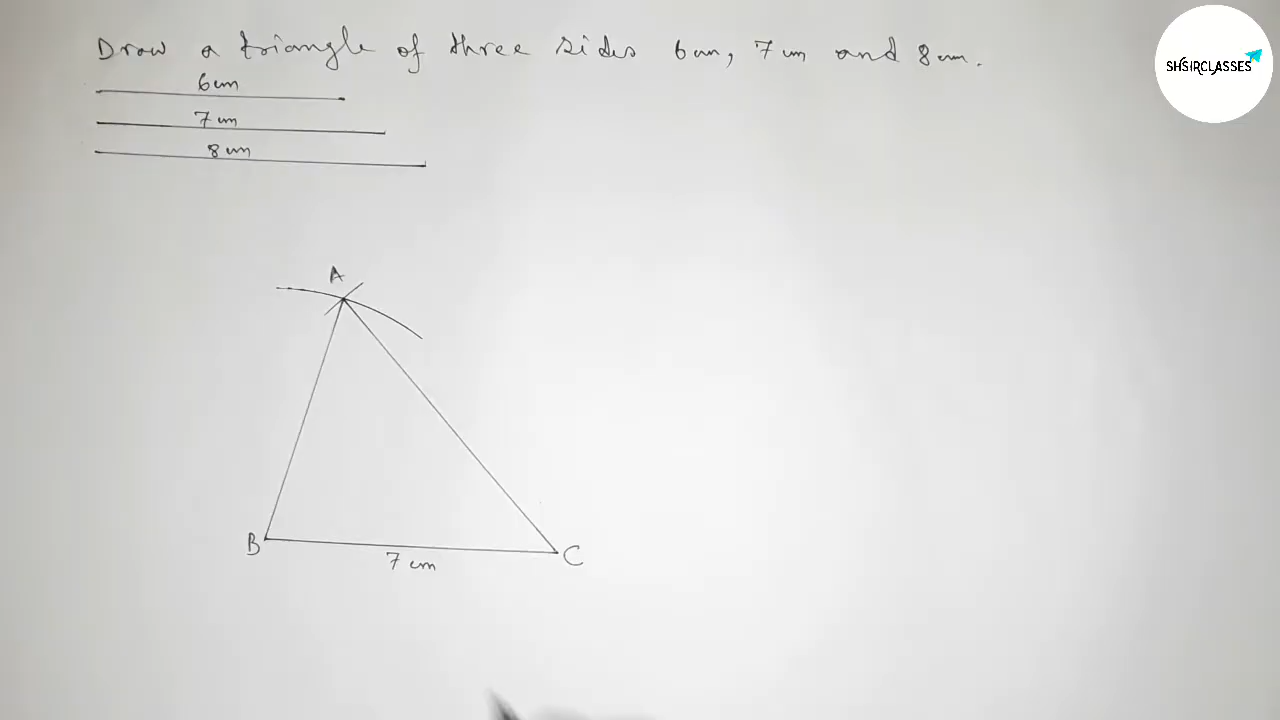 Draw a triangle of three sides 6cm, 7cm and 8cm.
6cm
7cm
8cm
SHSIRCLASSES
A
B
C
7 cm